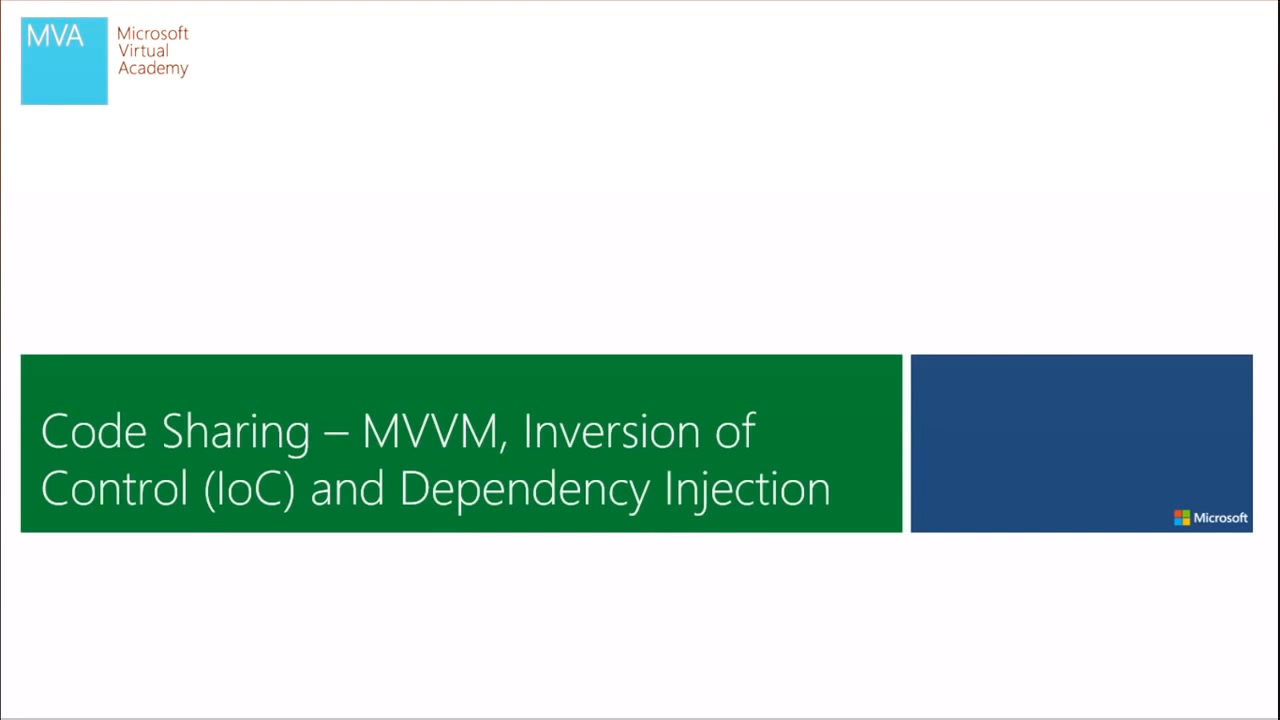 MVA
Microsoft
Virtual
Academy
Code Sharing – MVVM, Inversion of
Control (IoC) and Dependency Injection
Microsoft